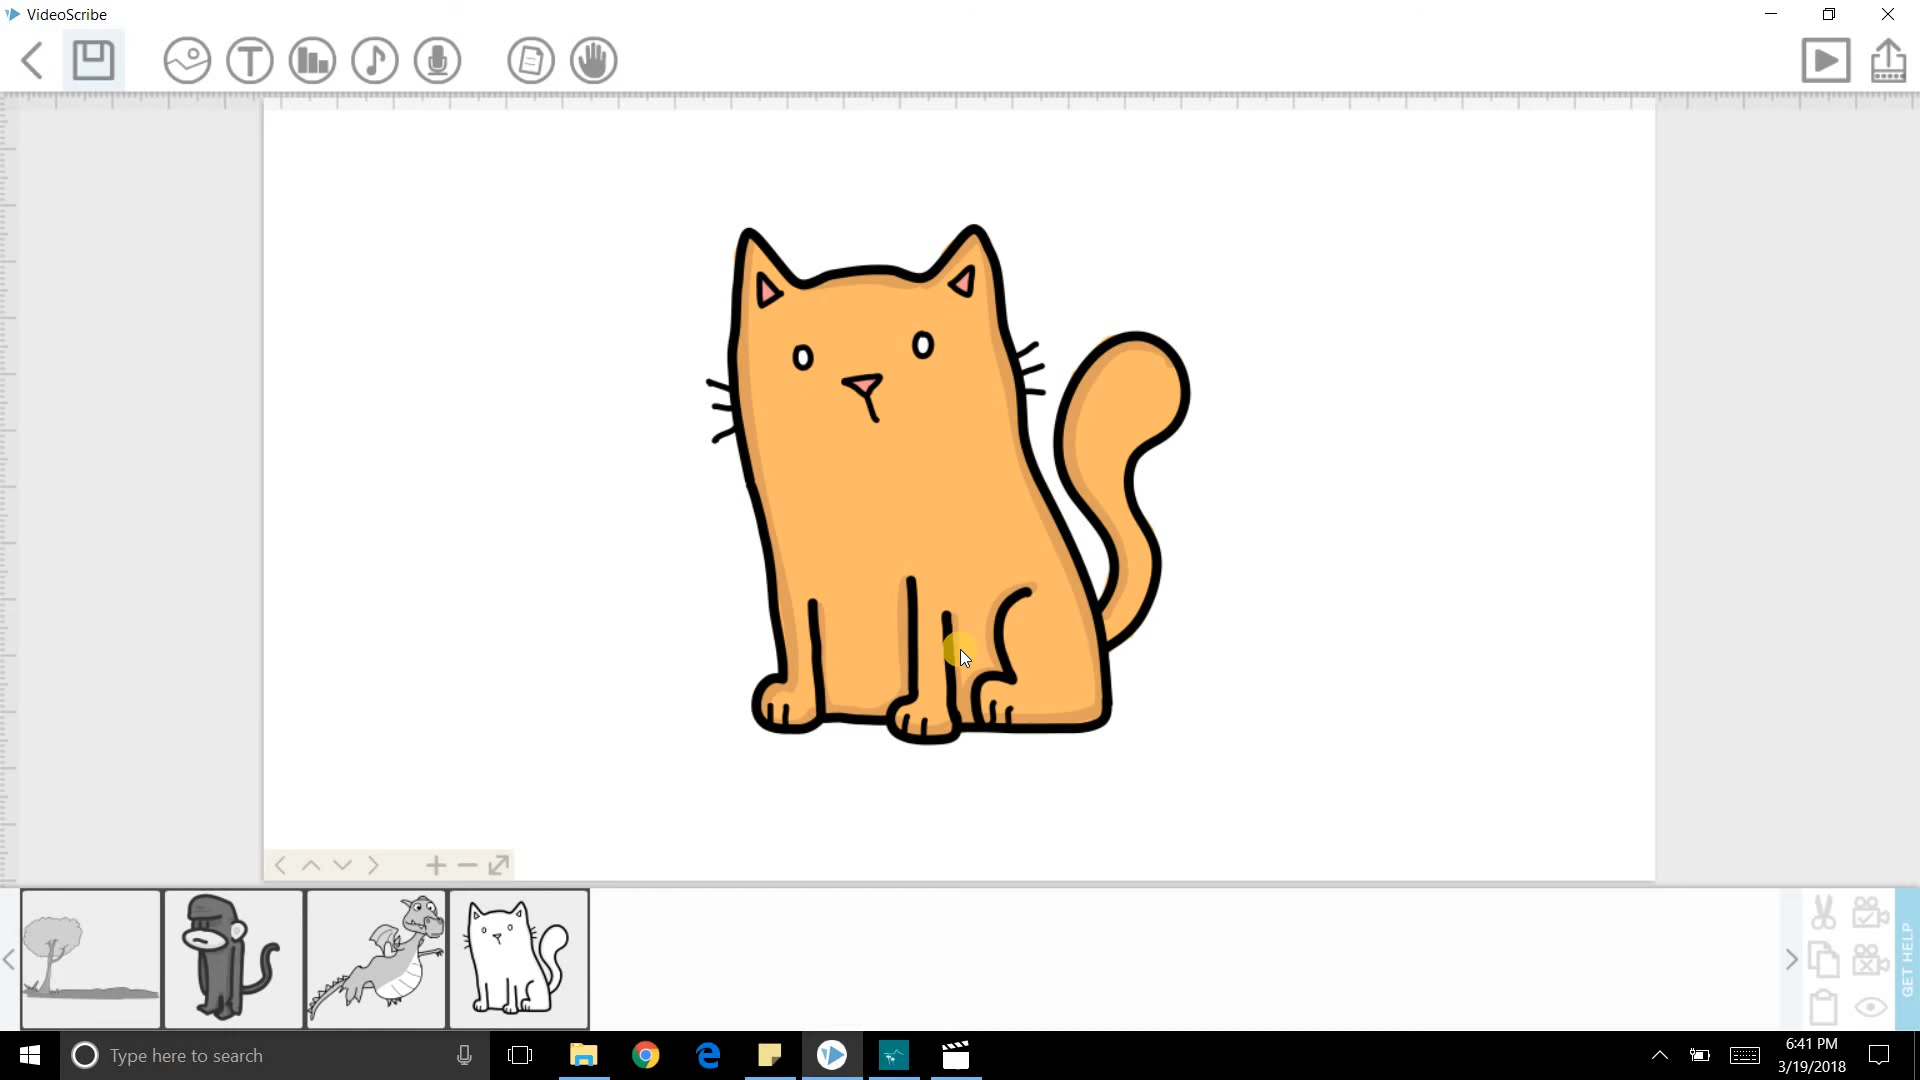 VideoScribe
T
GET HELP
Type here to search
6:41 PM
3/19/2018